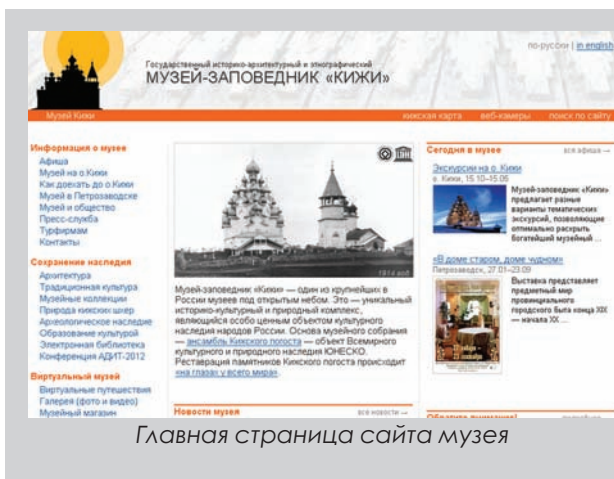 по-русски | in english
Государственный историко-архитектурный и этнографический
МУЗЕЙ-ЗАПОВЕДНИК «КИЖИ»
Музей Кижи
кижская карта веб-камеры поиск по сайту
Информация о музее
Афиша
Музей на о.Кижи
Как доехать до о.Кижи
Музей в Петрозаводске
Музей и общество
Пресс-служба
Турфирмам
Контакты
Сохранение наследия
Архитектура
Традиционная культура
Музейные коллекции
Природа кижских шхер
Археологическое наследие
Образование культурой
Электронная библиотека
Конференция АДИТ-2012
Виртуальный музей
Виртуальные путешествия
Галерея (фото и видео)
Музейный магазин
1914 год
Музей-заповедник «Кижи» — один из крупнейших в
России музеев под открытым небом. Это — уникальный
историко-культурный и природный комплекс,
являющийся особо ценным объектом культурного
наследия народов России. Основа музейного собрания
— ансамбль Кижского погоста — объект Всемирного
культурного и природного наследия ЮНЕСКО.
Реставрация памятников Кижского погоста происходит
«на глазах у всего мира».
Новости музея все новости →
Сегодня в музее вся афиша →
Экскурсии на о. Кижи
о. Кижи, 15.10–15.05
Музей-заповедник «Кижи»
предлагает разные
варианты тематических
экскурсий, позволяющие
оптимально раскрыть
богатейший музейный ...
«В доме старом, доме чудном»
Петрозаводск, 27.01–23.09
Выставка представляет
предметный мир
провинциального
городского быта конца XIX
— начала XX ...
Обратите внимание!
Главная страница сайта музея